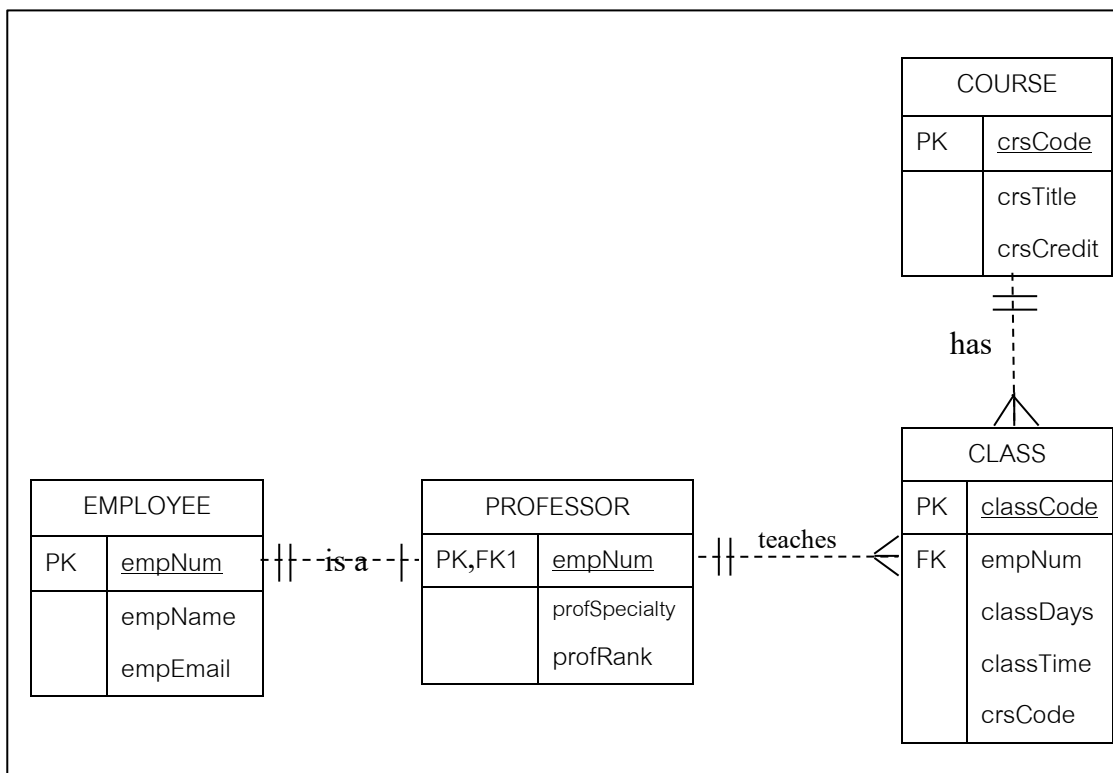 COURSE
PK crsCode
crsTitle
crsCredit
has
CLASS
PK classCode
FK empNum
classDays
classTime
crsCode
EMPLOYEE
PK empNum
empName
empEmail
is a
PROFESSOR
PK,FK1 empNum
profSpecialty
profRank
teaches